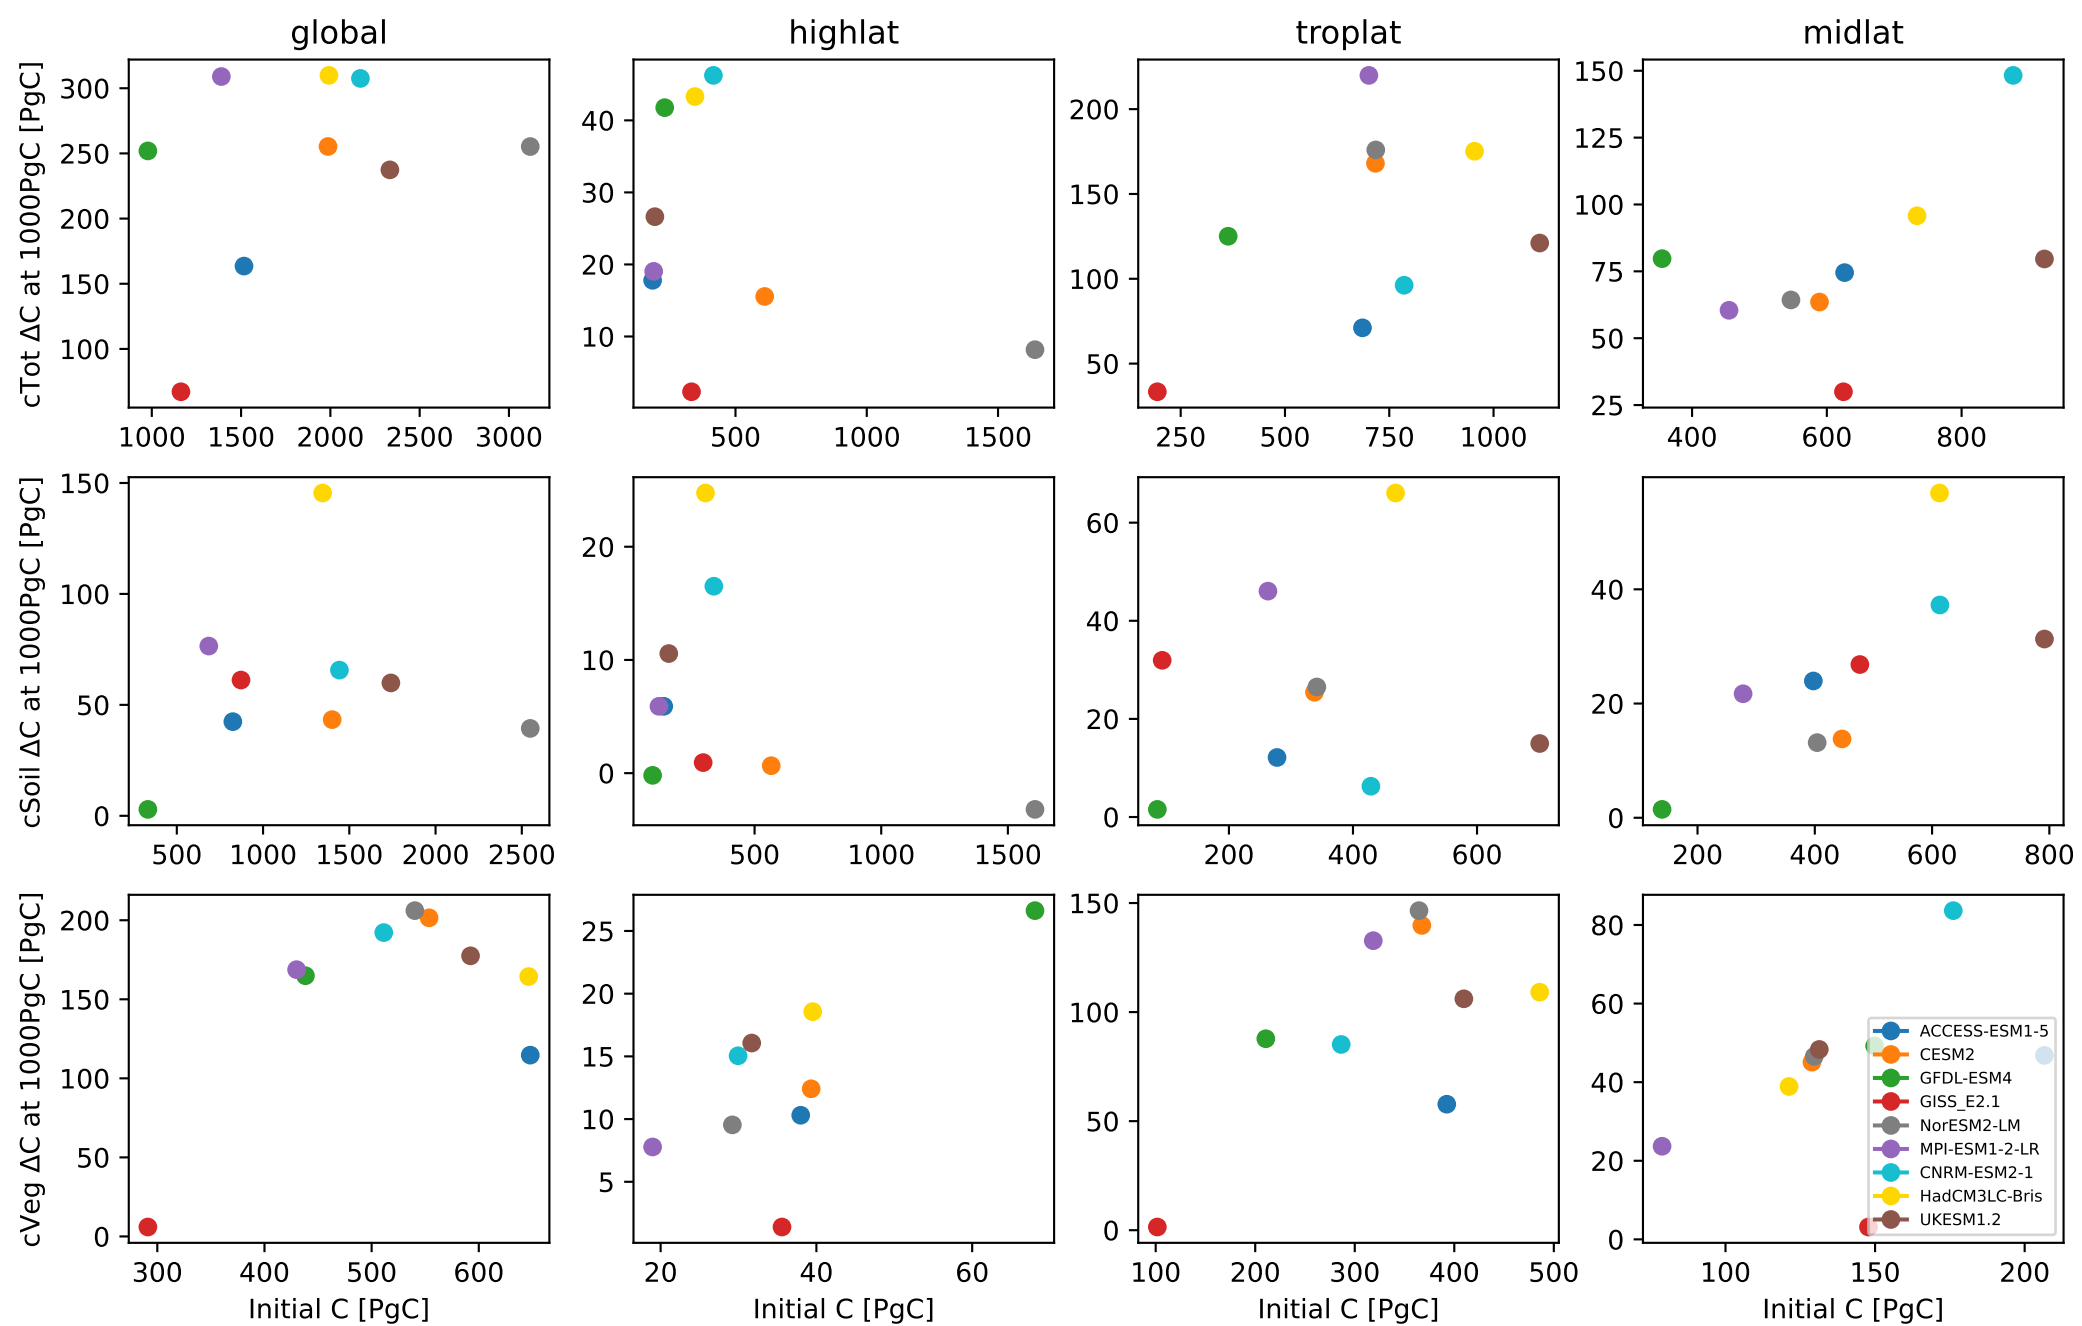 global highlat troplat midlat
cTot ΔC at 1000PgC [PgC]
300 250 200 150 100
40 30 20 10
200 150 100 50
150 125 100 75 50 25
1000 1500 2000 2500 3000
500 1000 1500
250 500 750 1000
400 600 800
cSoil ΔC at 1000PgC [PgC]
150 100 50 0
20 10 0
60 40 20 0
40 20 0
500 1000 1500 2000 2500
500 1000 1500
200 400 600
200 400 600 800
cVeg ΔC at 1000PgC [PgC]
200 150 100 50 0
25 20 15 10 5
150 100 50 0
80 60 40 20 0
ACCESS-ESM1-5
CESM2
GFDL-ESM4
GISS_E2.1
NorESM2-LM
MPI-ESM1-2-LR
CNRM-ESM2-1
HadCM3LC-Bris
UKESM1.2
300 400 500 600
20 40 60
100 200 300 400 500
100 150 200
Initial C [PgC] Initial C [PgC] Initial C [PgC] Initial C [PgC]